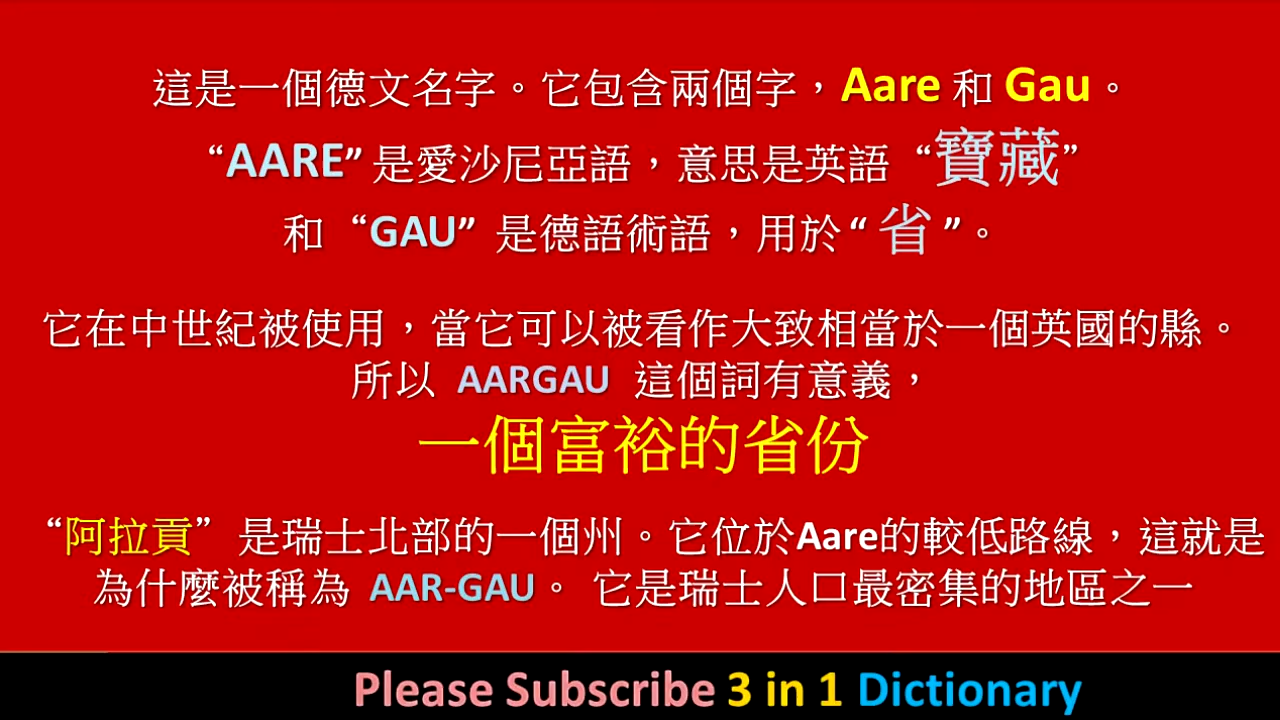 這是一個德文名字。它包含兩個字，Aare 和 Gau。
“AARE” 是愛沙尼亞語，意思是英語 “寶藏”
和 “GAU” 是德語術語，用於 “ 省 ”。
它在中世紀被使用，當它可以被看作大致相當於一個英國的縣。
所以 AARGAU 這個詞有意義，
一個富裕的省份
“阿拉貢” 是瑞士北部的一個州。它位於Aare的較低路線，這就是
為什麼被稱為 AAR-GAU。 它是瑞士人口最密集的地區之一
Please Subscribe 3 in 1 Dictionary